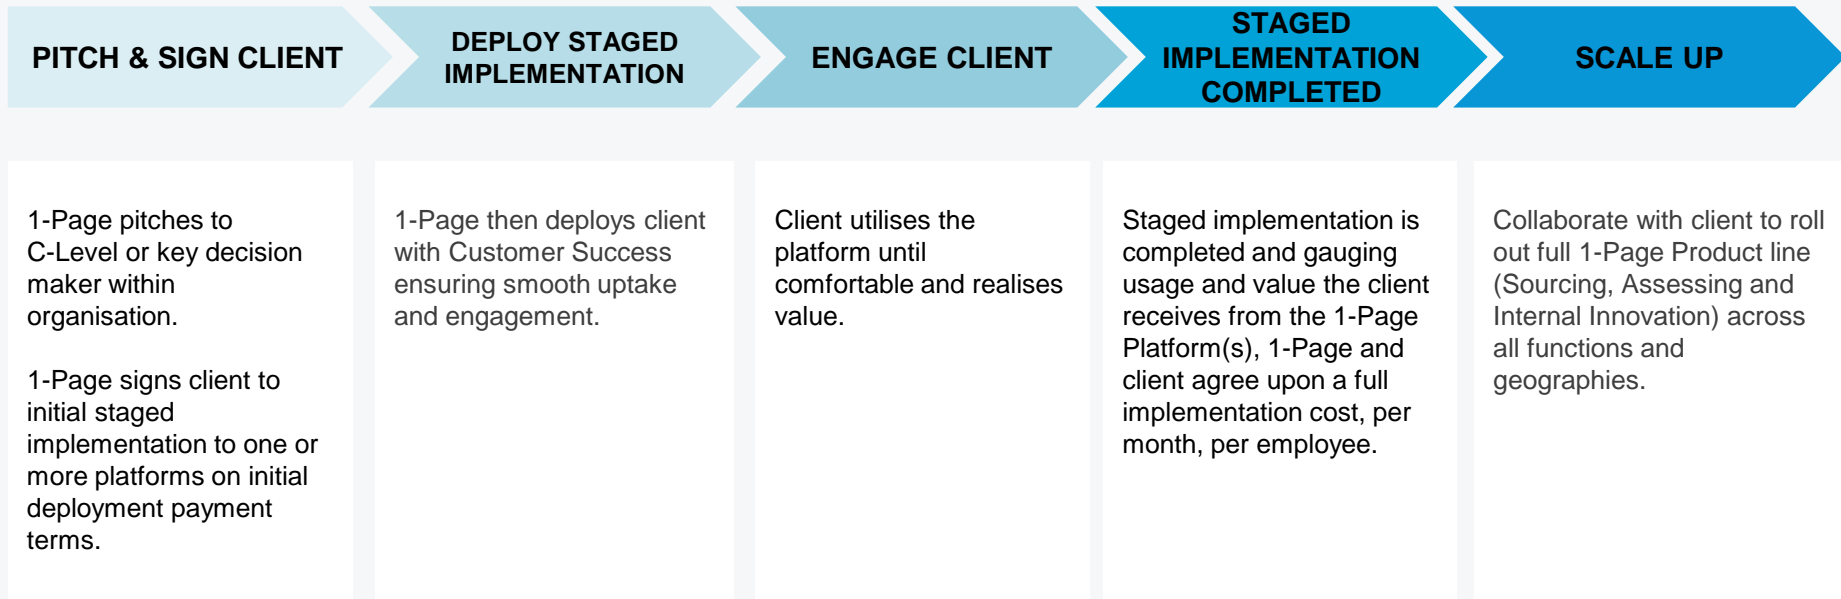 PITCH & SIGN CLIENT
DEPLOY STAGED
IMPLEMENTATION
ENGAGE CLIENT
STAGED
IMPLEMENTATION
COMPLETED
SCALE UP
1-Page pitches to
C-Level or key decision
maker within
organisation.
1-Page signs client to
initial staged
implementation to one or
more platforms on initial
deployment payment
terms.
1-Page then deploys client
with Customer Success
ensuring smooth uptake
and engagement.
Client utilises the
platform until
comfortable and realises
value.
Staged implementation is
completed and gauging
usage and value the client
receives from the 1-Page
Platform(s), 1-Page and
client agree upon a full
implementation cost, per
month, per employee.
Collaborate with client to roll
out full 1-Page Product line
(Sourcing, Assessing and
Internal Innovation) across
all functions and
geographies.